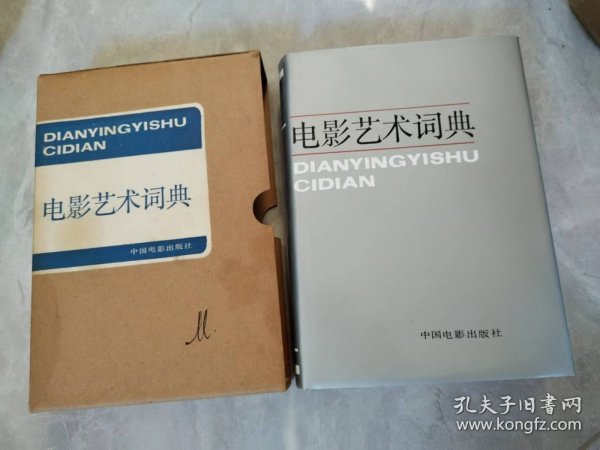 DIANYINGYISHU
CIDIAN
电影艺术词典
中国电影出版社
M.
电影艺术词典
DIANYINGYISHU
CIDIAN
中国电影出版社
孔夫子旧书网
www.kongfz.com